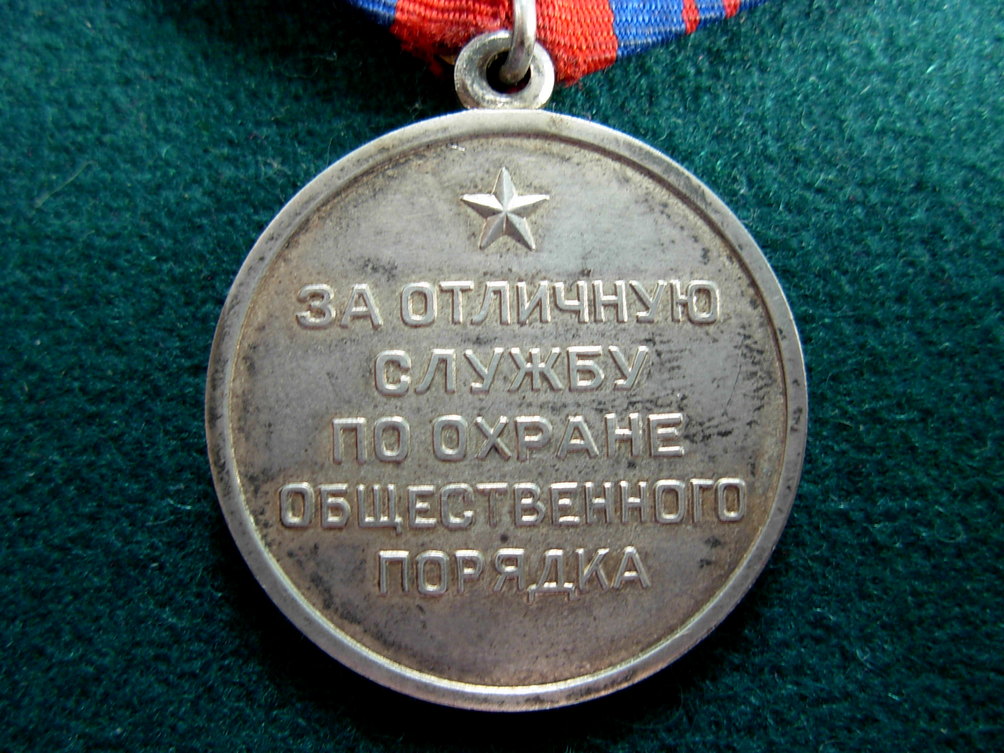 ЗА ОТЛИЧНУЮ
СЛУЖБУ
ПО ОХРАНЕ
ОБЩЕСТВЕННОГО
ПОРЯДКА